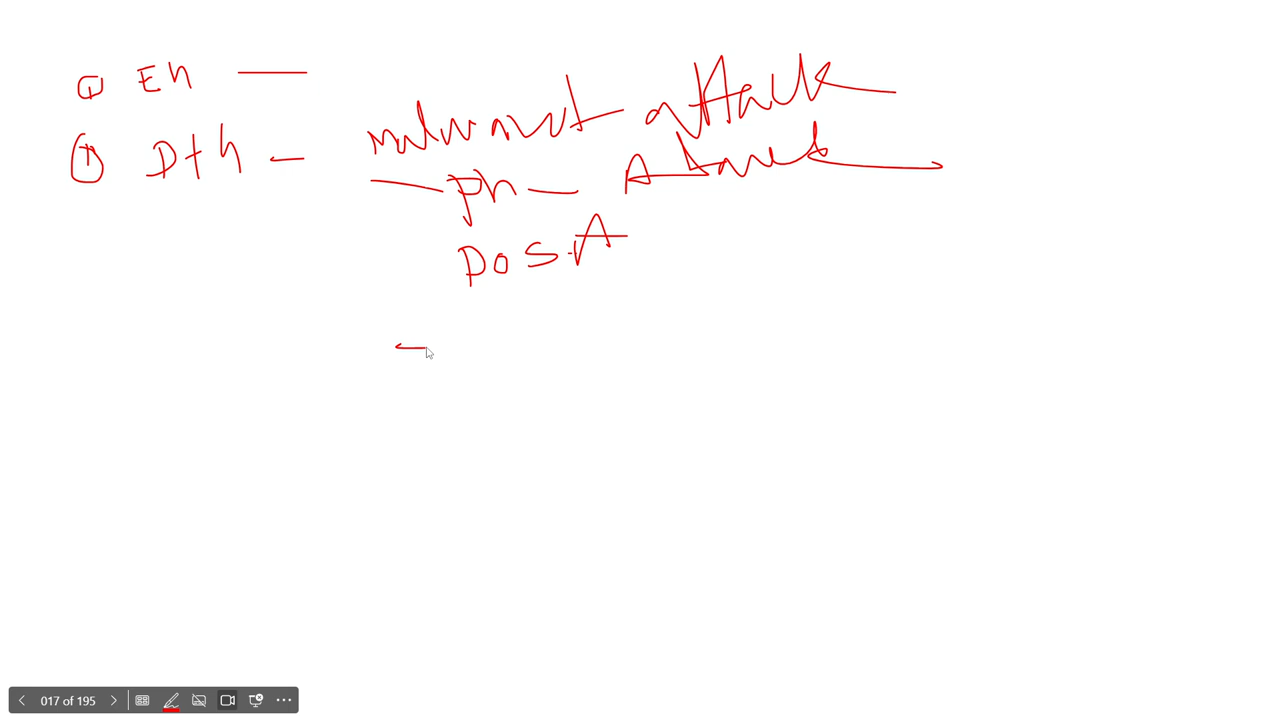 ① En —
① Dth — malware attack
— Ph — Attack
DOS.A
017 of 195